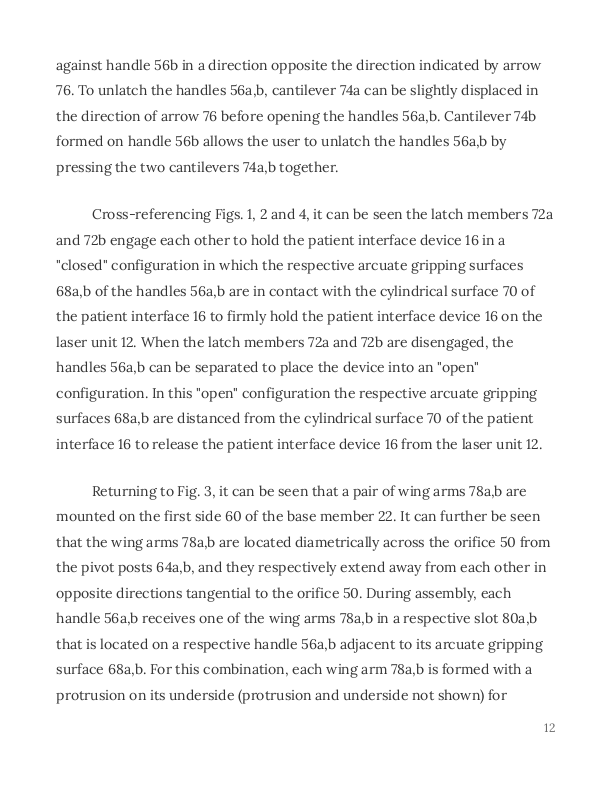 against handle 56b in a direction opposite the direction indicated by arrow
76. To unlatch the handles 56a,b, cantilever 74a can be slightly displaced in
the direction of arrow 76 before opening the handles 56a,b. Cantilever 74b
formed on handle 56b allows the user to unlatch the handles 56a,b by
pressing the two cantilevers 74a,b together.
Cross-referencing Figs. 1, 2 and 4, it can be seen the latch members 72a
and 72b engage each other to hold the patient interface device 16 in a
"closed" configuration in which the respective arcuate gripping surfaces
68a,b of the handles 56a,b are in contact with the cylindrical surface 70 of
the patient interface 16 to firmly hold the patient interface device 16 on the
laser unit 12. When the latch members 72a and 72b are disengaged, the
handles 56a,b can be separated to place the device into an "open"
configuration. In this "open" configuration the respective arcuate gripping
surfaces 68a,b are distanced from the cylindrical surface 70 of the patient
interface 16 to release the patient interface device 16 from the laser unit 12.
Returning to Fig. 3, it can be seen that a pair of wing arms 78a,b are
mounted on the first side 60 of the base member 22. It can further be seen
that the wing arms 78a,b are located diametrically across the orifice 50 from
the pivot posts 64a,b, and they respectively extend away from each other in
opposite directions tangential to the orifice 50. During assembly, each
handle 56a,b receives one of the wing arms 78a,b in a respective slot 80a,b
that is located on a respective handle 56a,b adjacent to its arcuate gripping
surface 68a,b. For this combination, each wing arm 78a,b is formed with a
protrusion on its underside (protrusion and underside not shown) for
12